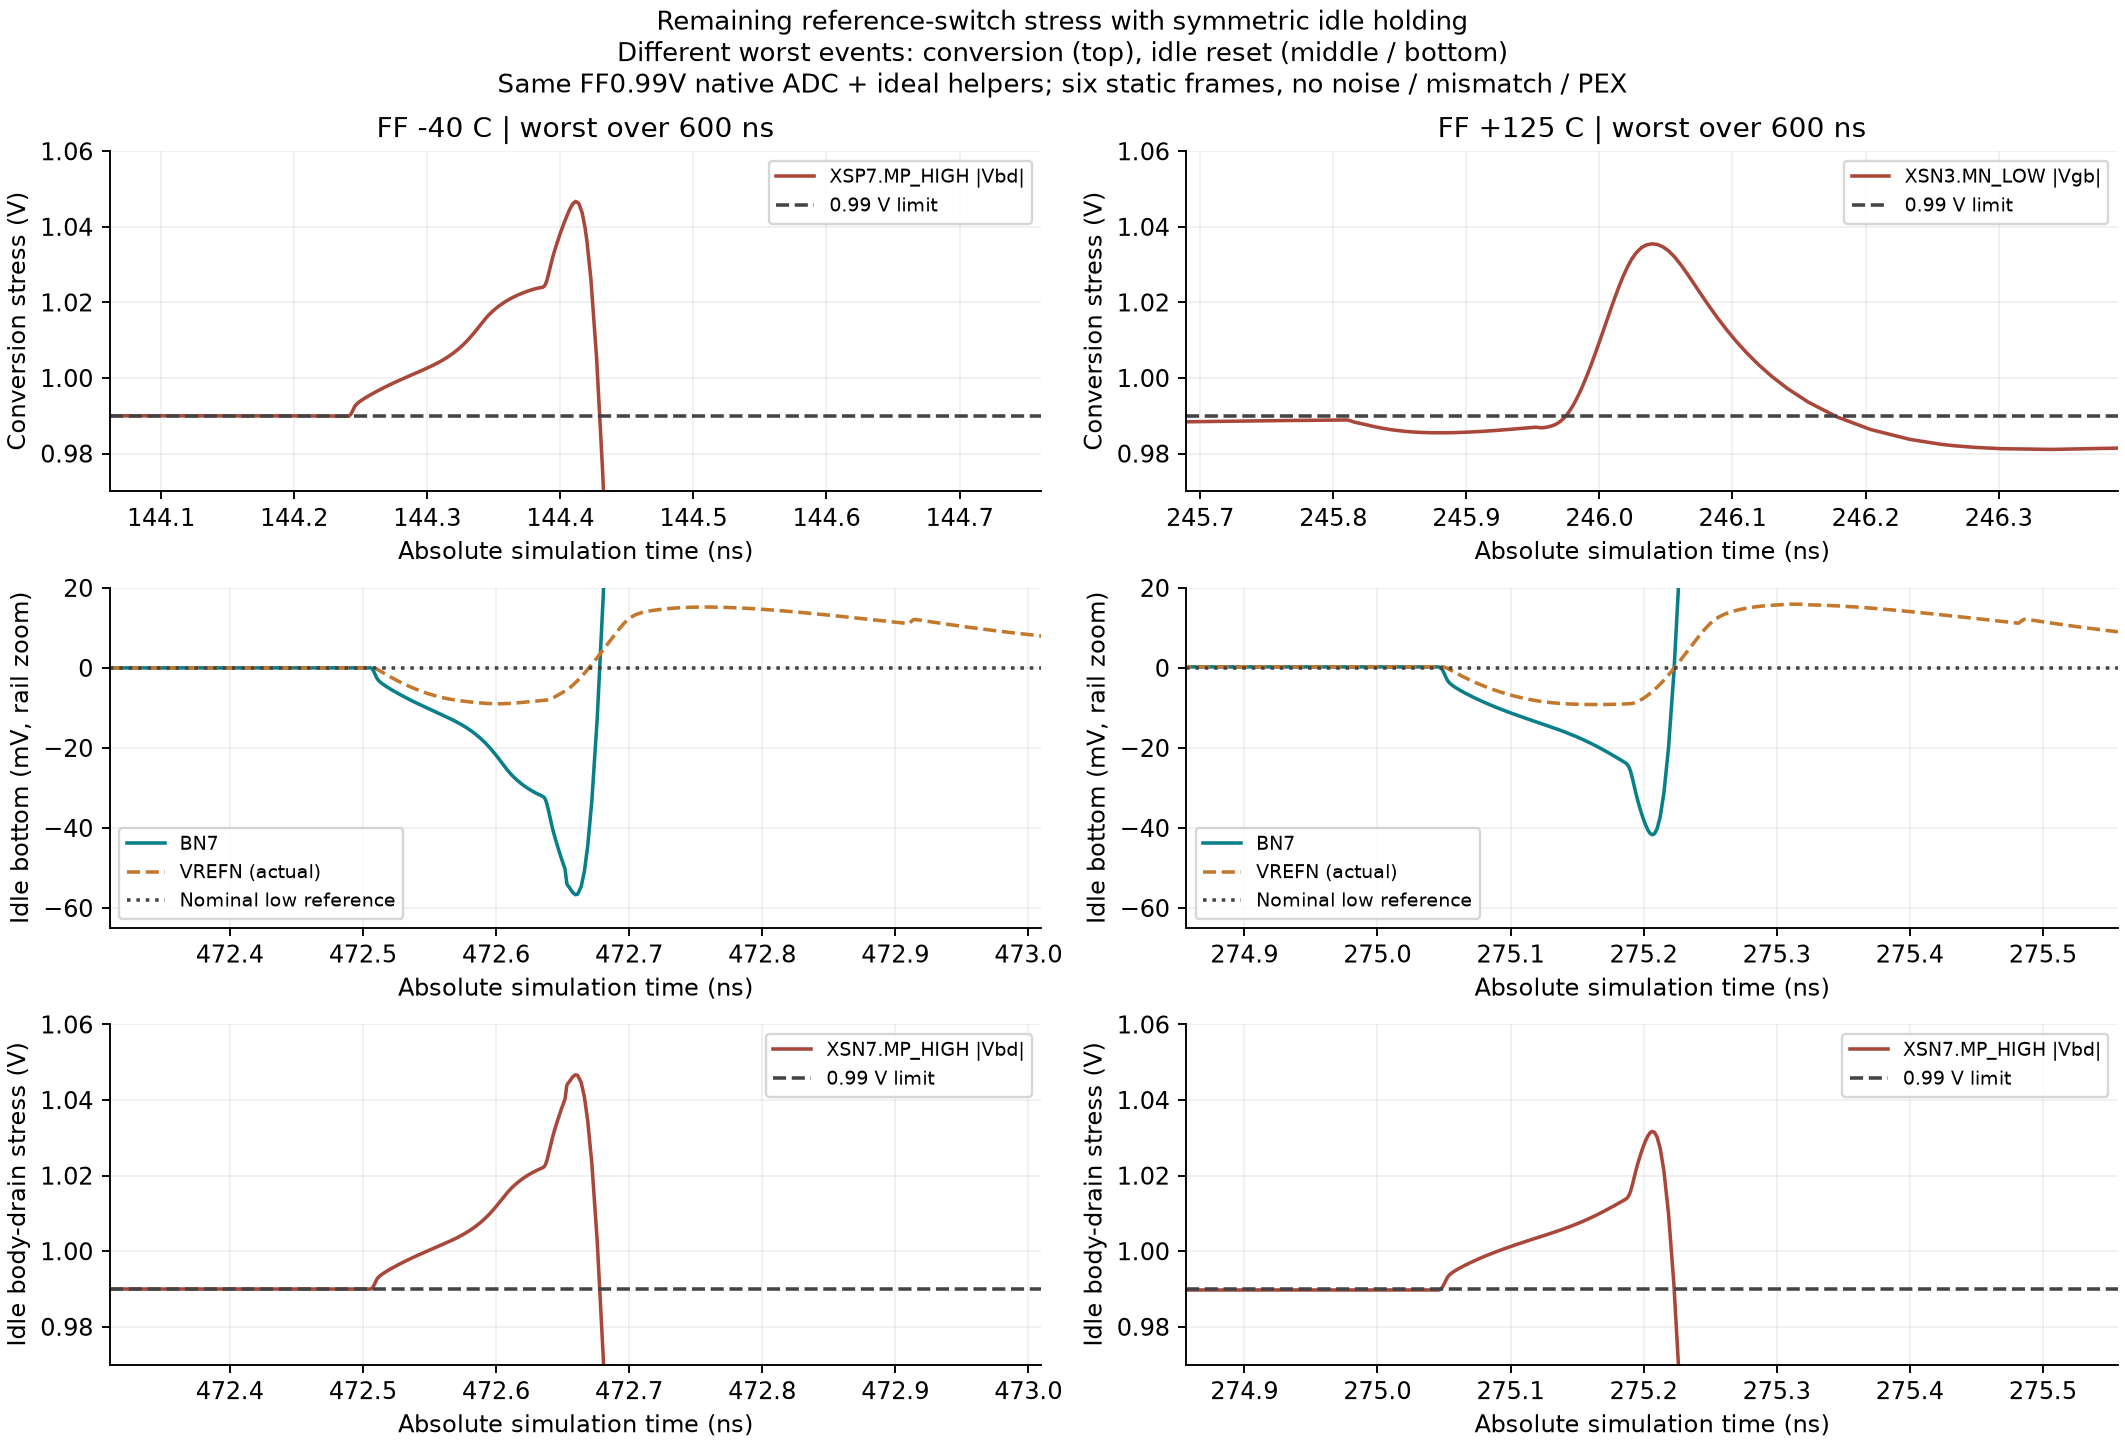 Remaining reference-switch stress with symmetric idle holding
Different worst events: conversion (top), idle reset (middle / bottom)
Same FF0.99V native ADC + ideal helpers; six static frames, no noise / mismatch / PEX
FF -40 C | worst over 600 ns
Conversion stress (V)
1.06
1.04
1.02
1.00
0.98
XSP7.MP_HIGH |Vbd|
0.99 V limit
144.1 144.2 144.3 144.4 144.5 144.6 144.7
Absolute simulation time (ns)
FF +125 C | worst over 600 ns
Conversion stress (V)
1.06
1.04
1.02
1.00
0.98
XSN3.MN_LOW |Vgb|
0.99 V limit
245.7 245.8 245.9 246.0 246.1 246.2 246.3
Absolute simulation time (ns)
Idle bottom (mV, rail zoom)
20
0
−20
−40
−60
BN7
VREFN (actual)
Nominal low reference
472.4 472.5 472.6 472.7 472.8 472.9 473.0
Absolute simulation time (ns)
Idle bottom (mV, rail zoom)
20
0
−20
−40
−60
BN7
VREFN (actual)
Nominal low reference
274.9 275.0 275.1 275.2 275.3 275.4 275.5
Absolute simulation time (ns)
Idle body-drain stress (V)
1.06
1.04
1.02
1.00
0.98
XSN7.MP_HIGH |Vbd|
0.99 V limit
472.4 472.5 472.6 472.7 472.8 472.9 473.0
Absolute simulation time (ns)
Idle body-drain stress (V)
1.06
1.04
1.02
1.00
0.98
XSN7.MP_HIGH |Vbd|
0.99 V limit
274.9 275.0 275.1 275.2 275.3 275.4 275.5
Absolute simulation time (ns)